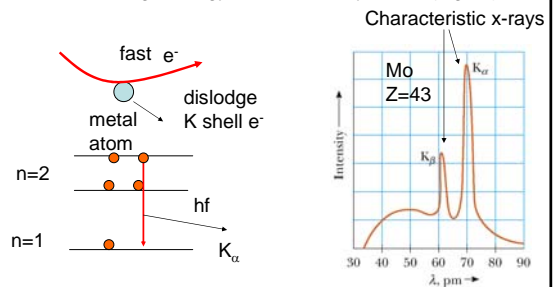 Characteristic x-rays
fast e-
dislodge
K shell e-
metal
atom
n=2
hf
n=1
Kα
Mo
Z=43
Kα
Kβ
Intensity
30 40 50 60 70 80 90
λ, pm